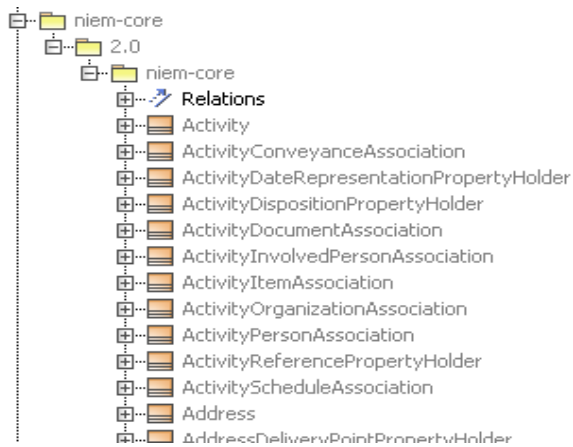 niem-core
2.0
niem-core
Relations
Activity
ActivityConveyanceAssociation
ActivityDateRepresentationPropertyHolder
ActivityDispositionPropertyHolder
ActivityDocumentAssociation
ActivityInvolvedPersonAssociation
ActivityItemAssociation
ActivityOrganizationAssociation
ActivityPersonAssociation
ActivityReferencePropertyHolder
ActivityScheduleAssociation
Address
AddressDeliveryPointPropertyHolder